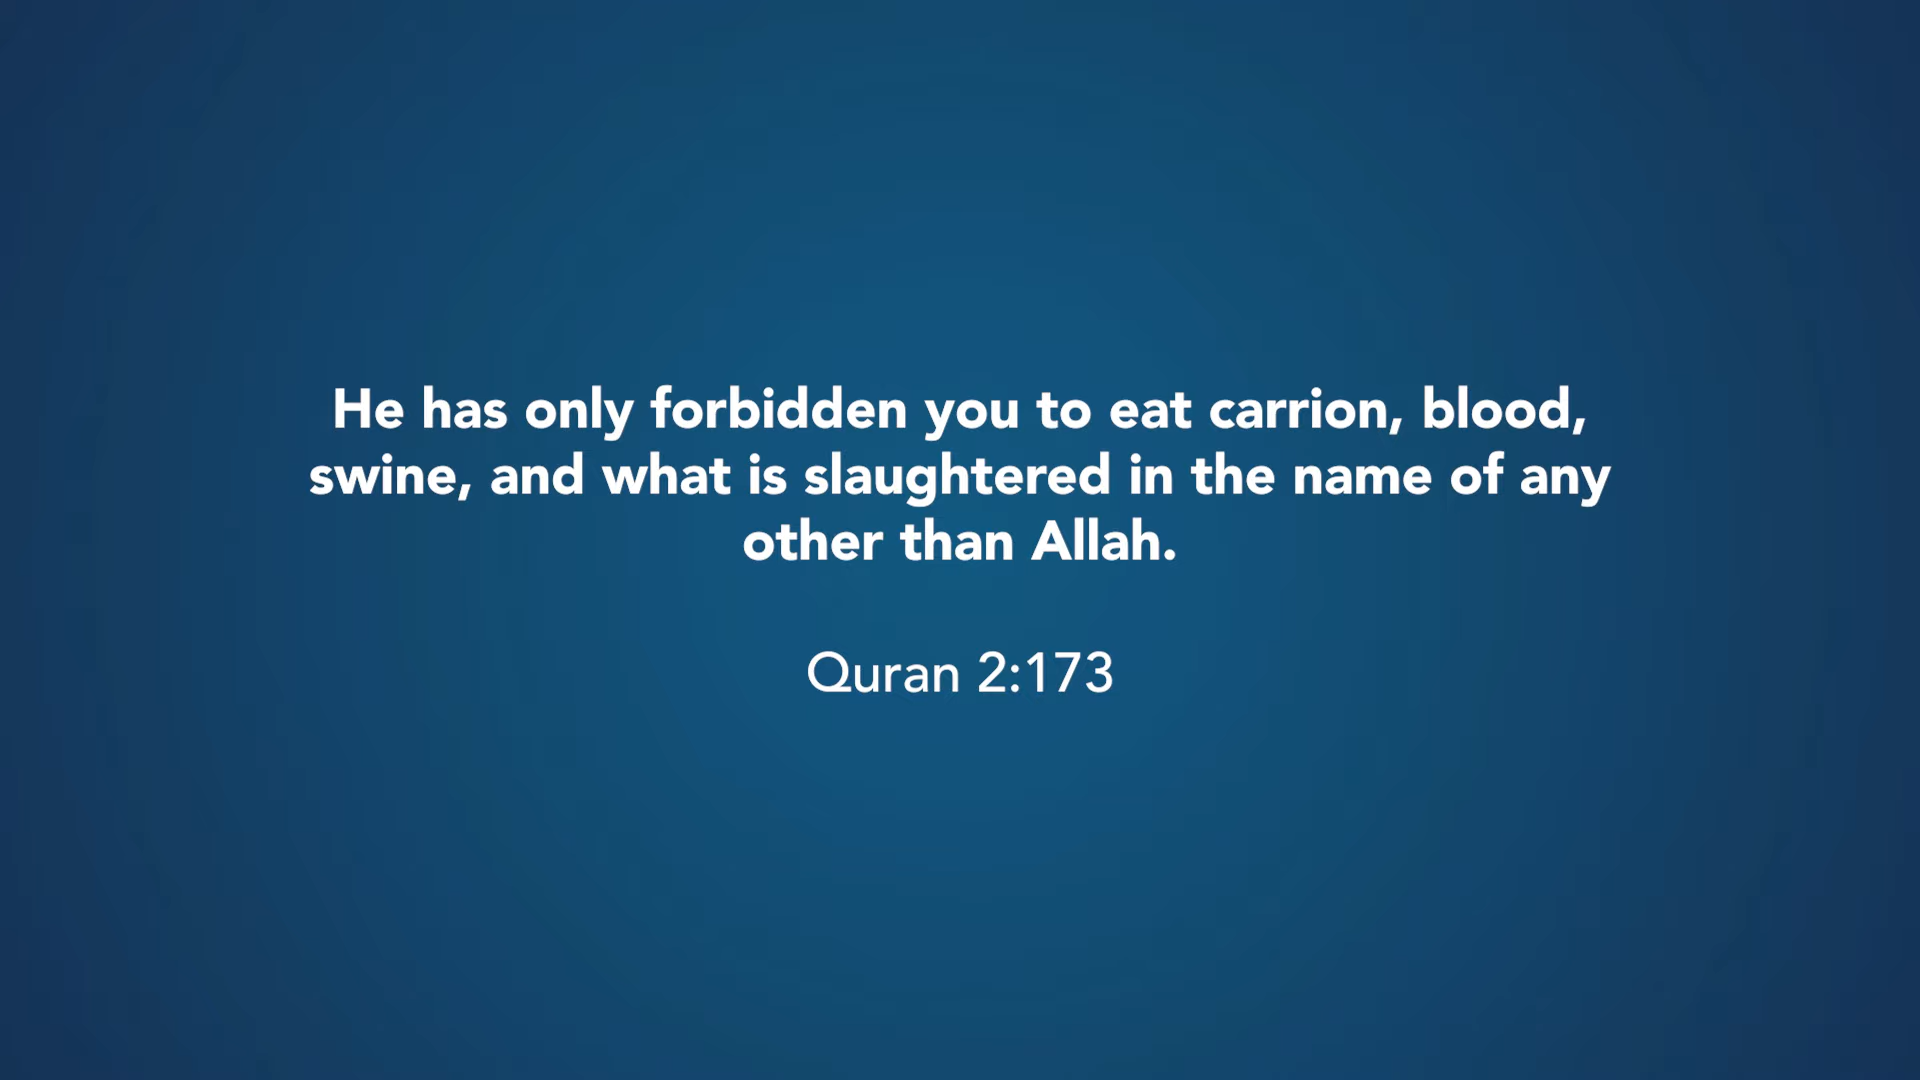 He has only forbidden you to eat carrion, blood,
swine, and what is slaughtered in the name of any
other than Allah.
Quran 2:173